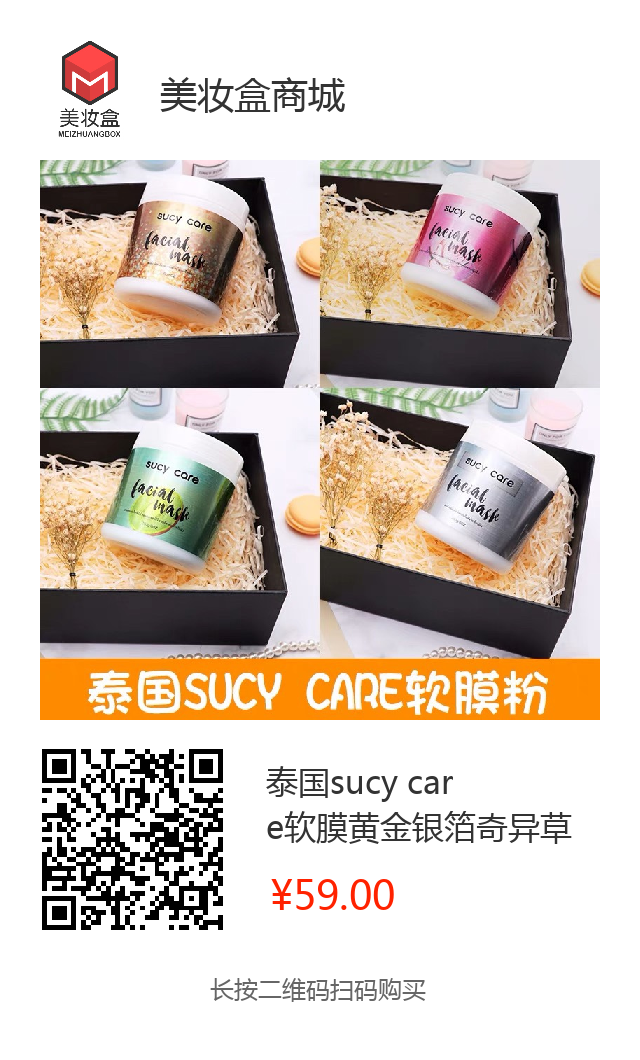 美妆盒
MEIZHUANGBOX
美妆盒商城
sucy care
facial
mask
sucy care
facial
mask
sucy care
facial
mask
sucy care
facial
mask
泰国SUCY CARE软膜粉
泰国sucy car
e软膜黄金银箔奇异草
¥59.00
长按二维码扫码购买